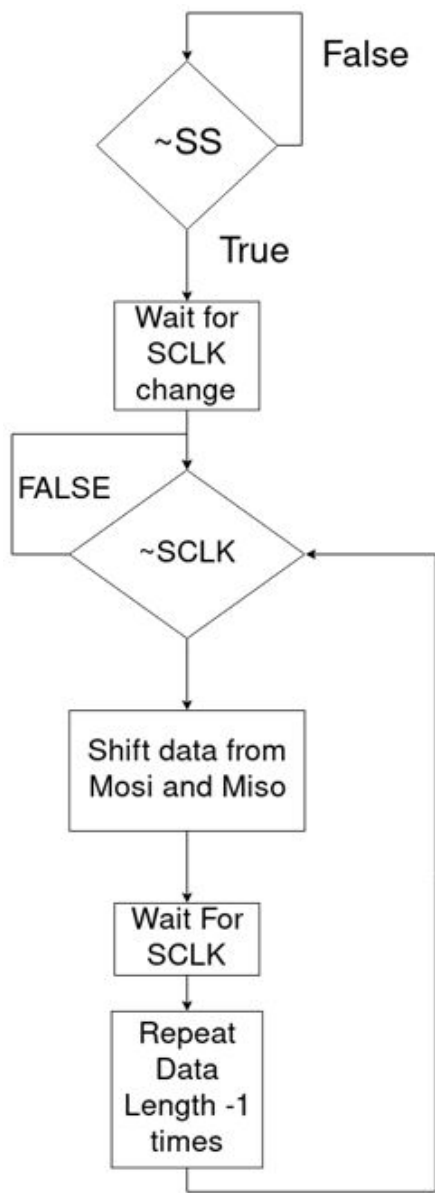 False
~SS
True
Wait for
SCLK
change
FALSE
~SCLK
Shift data from
Mosi and Miso
Wait For
SCLK
Repeat
Data
Length -1
times